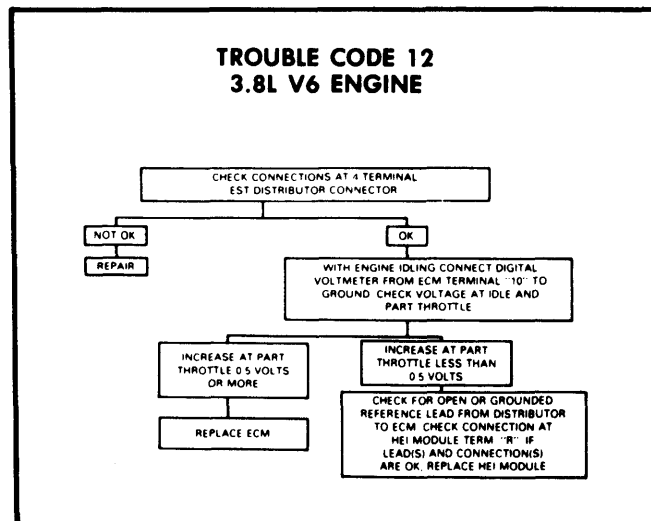 TROUBLE CODE 12
3.8L V6 ENGINE
CHECK CONNECTIONS AT 4 TERMINAL
EST DISTRIBUTOR CONNECTOR
NOT OK
OK
REPAIR
WITH ENGINE IDLING CONNECT DIGITAL
VOLTMETER FROM ECM TERMINAL "10" TO
GROUND CHECK VOLTAGE AT IDLE AND
PART THROTTLE
INCREASE AT PART
THROTTLE 0 5 VOLTS
OR MORE
INCREASE AT PART
THROTTLE LESS THAN
0 5 VOLTS
REPLACE ECM
CHECK FOR OPEN OR GROUNDED
REFERENCE LEAD FROM DISTRIBUTOR
TO ECM CHECK CONNECTION AT
HEI MODULE TERM "R" IF
LEAD(S) AND CONNECTION(S)
ARE OK, REPLACE HEI MODULE